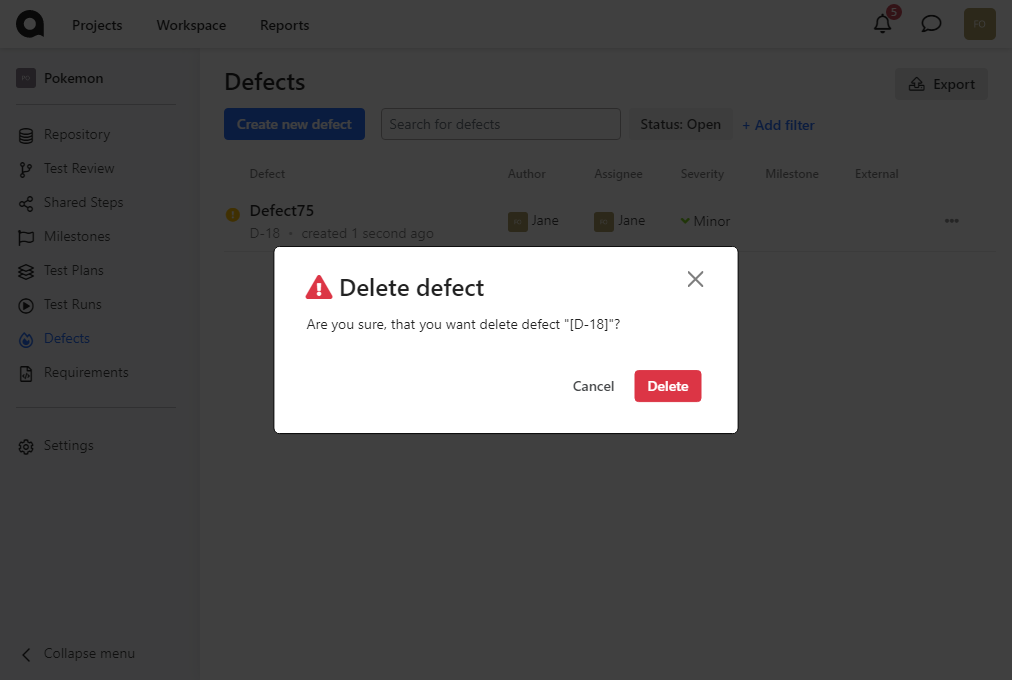 Projects Workspace Reports 5 FO
Pokemon
Repository
Test Review
Shared Steps
Milestones
Test Plans
Test Runs
Defects
Requirements
Settings
Collapse menu
Defects
Export
Create new defect Search for defects Status: Open + Add filter
Defect Author Assignee Severity Milestone External
Defect75 Jane Jane Minor
D-18 • created 1 second ago
Delete defect
Are you sure, that you want delete defect "[D-18]"?
Cancel Delete